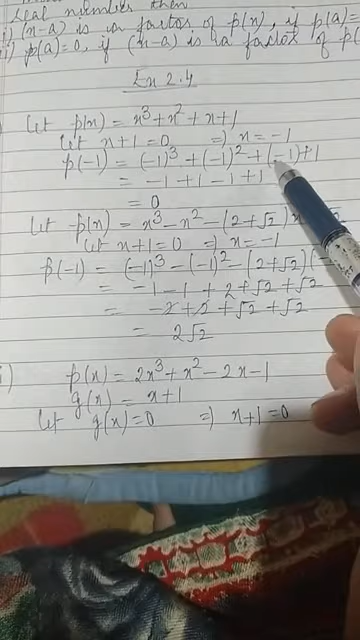 real numbers then
(x-a) is a factor of p(x), if p(a)=
p(a)=0, if (x-a) is a factor of p(
Ex 2.4
Let p(x) = x³ + x² + x + 1
Let x+1 = 0 ⇒ x = -1
p(-1) = (-1)³ + (-1)² + (-1) + 1
= -1 + 1 - 1 + 1
= 0
Let p(x) = x³ - x² - (2+√2)x √2
Let x+1 = 0 ⇒ x = -1
p(-1) = (-1)³ - (-1)² - (2+√2)(-
= -1 - 1 + 2 + √2 + √2
= -2 + 2 + √2 + √2
= 2√2
) p(x) = 2x³ + x² - 2x - 1
g(x) = x+1
Let g(x) = 0 ⇒ x+1 = 0